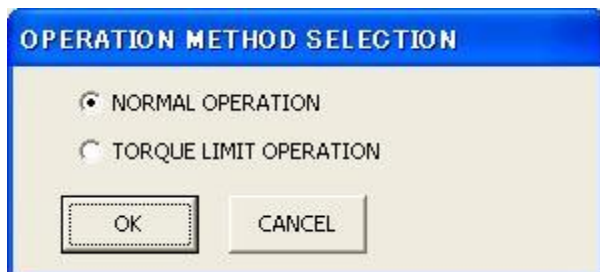 OPERATION METHOD SELECTION
NORMAL OPERATION
TORQUE LIMIT OPERATION
OK CANCEL